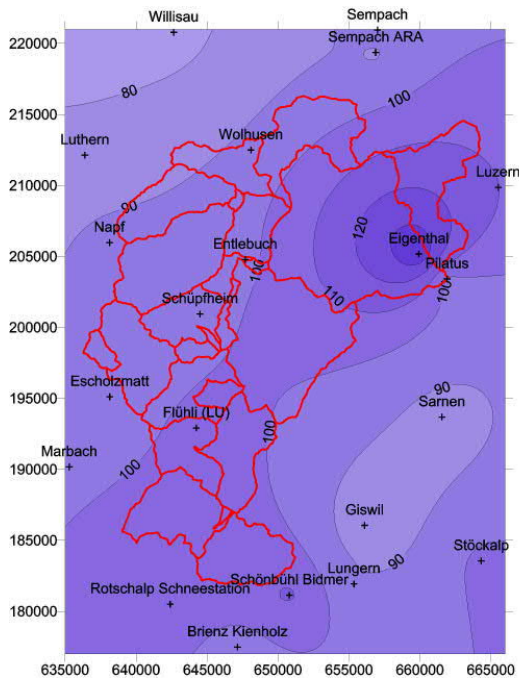 Willisau
Sempach
220000
Sempach ARA
80
100
215000
Wolhusen
Luthern
210000
90
Luzern
Napf
120
Eigenthal
205000
Entlebuch
Pilatus
100
100
110
Schüpfheim
200000
195000
Escholzmatt
90
Sarnen
Flühli (LU)
100
190000
Marbach
100
Giswil
185000
90
Stöckalp
Lungern
Schönbühl Bidmer
Rotschalp Schneestation
180000
Brienz Kienholz
635000 640000 645000 650000 655000 660000 665000